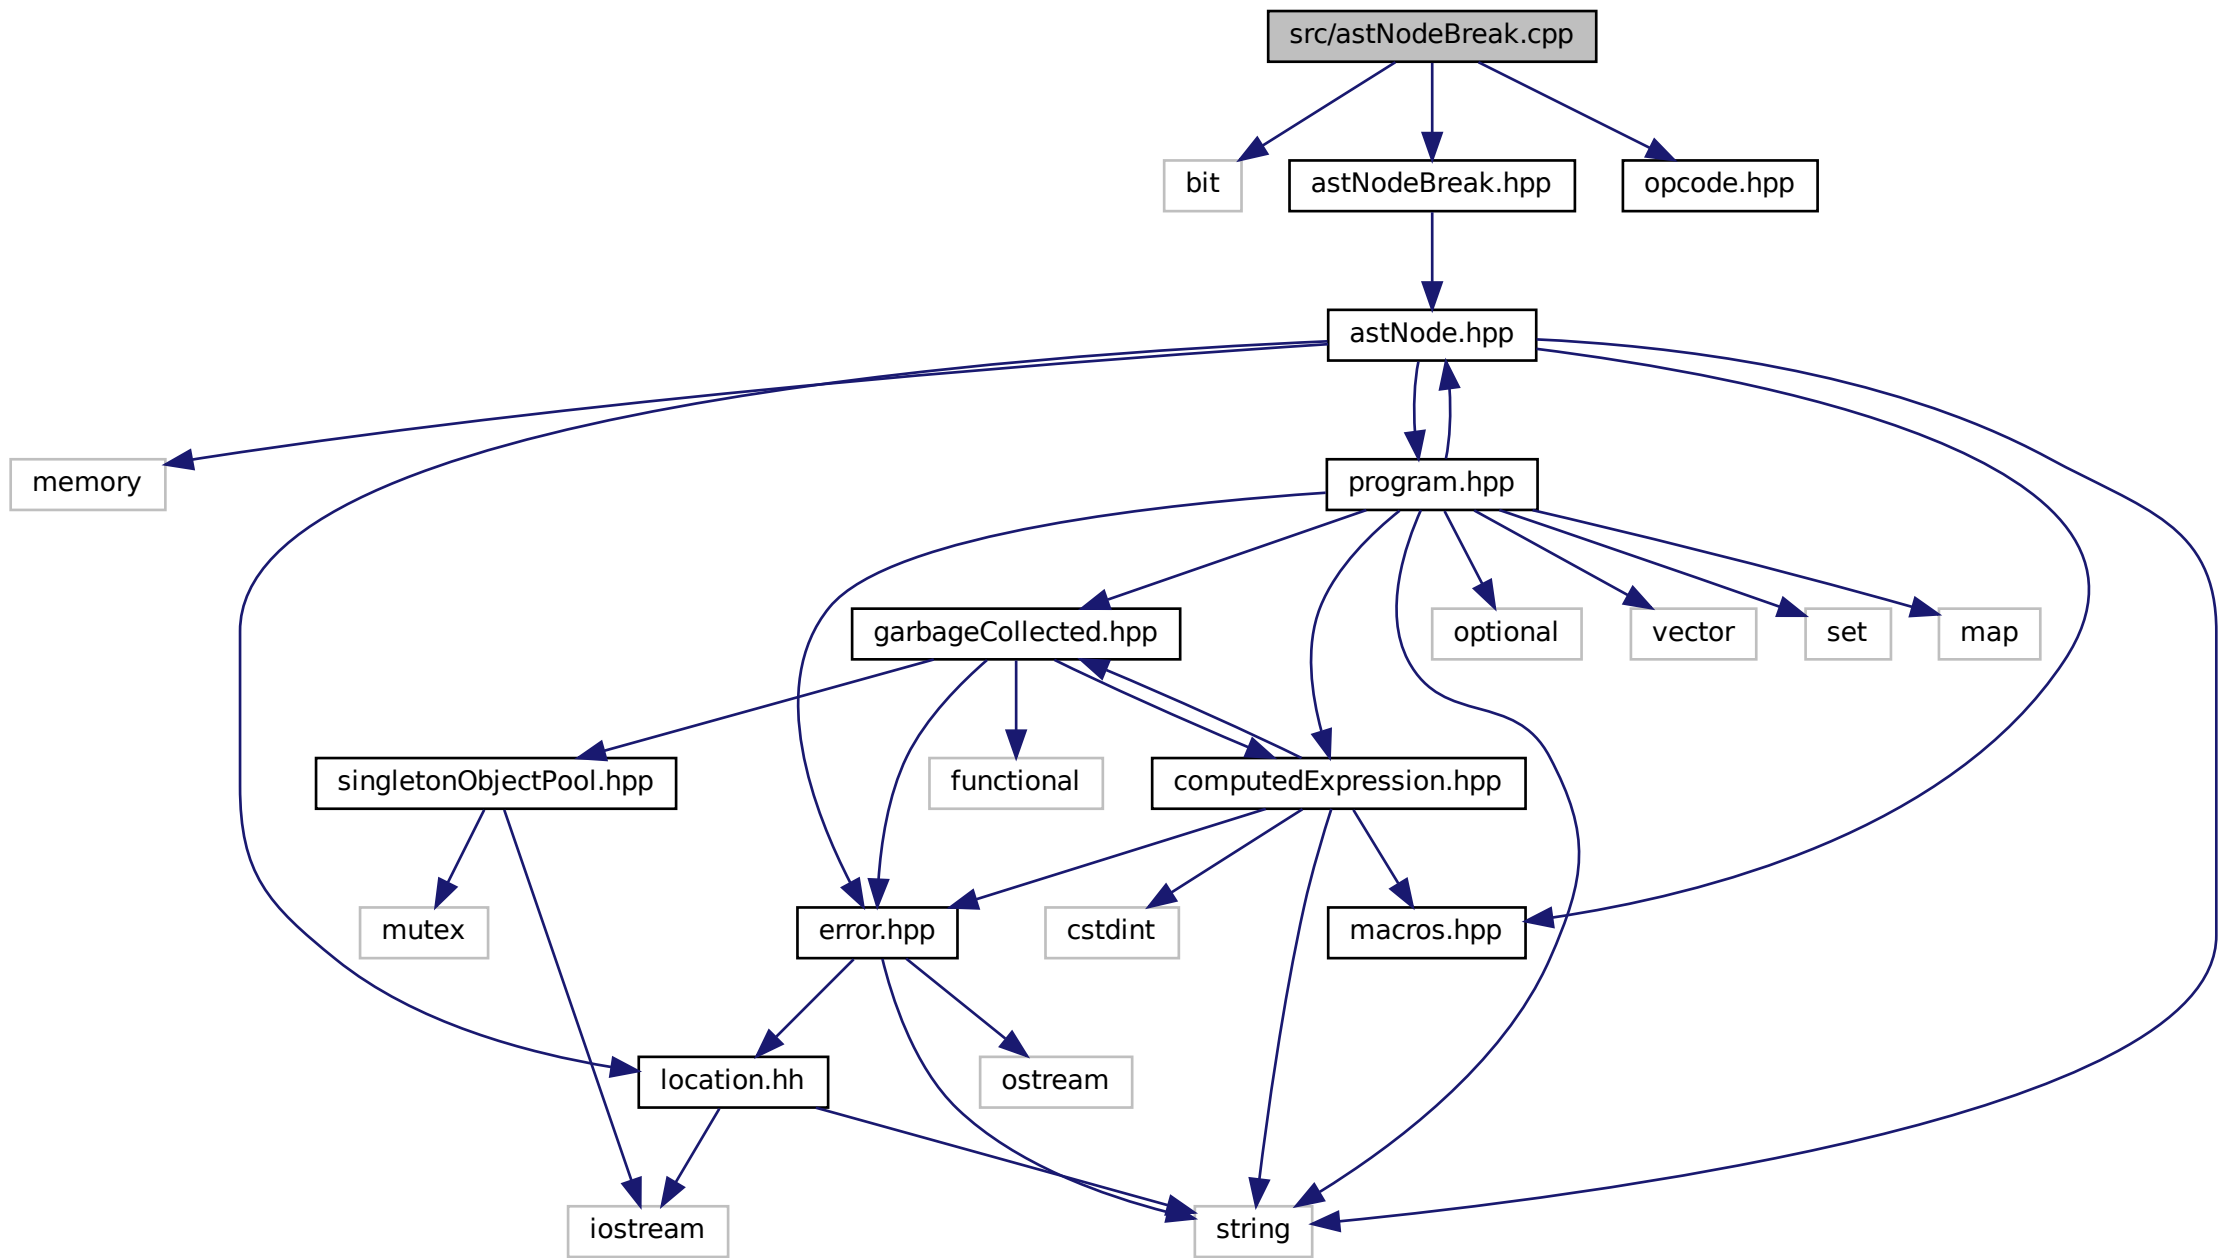 src/astNodeBreak.cpp
bit
astNodeBreak.hpp
opcode.hpp
astNode.hpp
memory
program.hpp
garbageCollected.hpp
optional
vector
set
map
singletonObjectPool.hpp
functional
computedExpression.hpp
mutex
error.hpp
cstdint
macros.hpp
location.hh
ostream
iostream
string